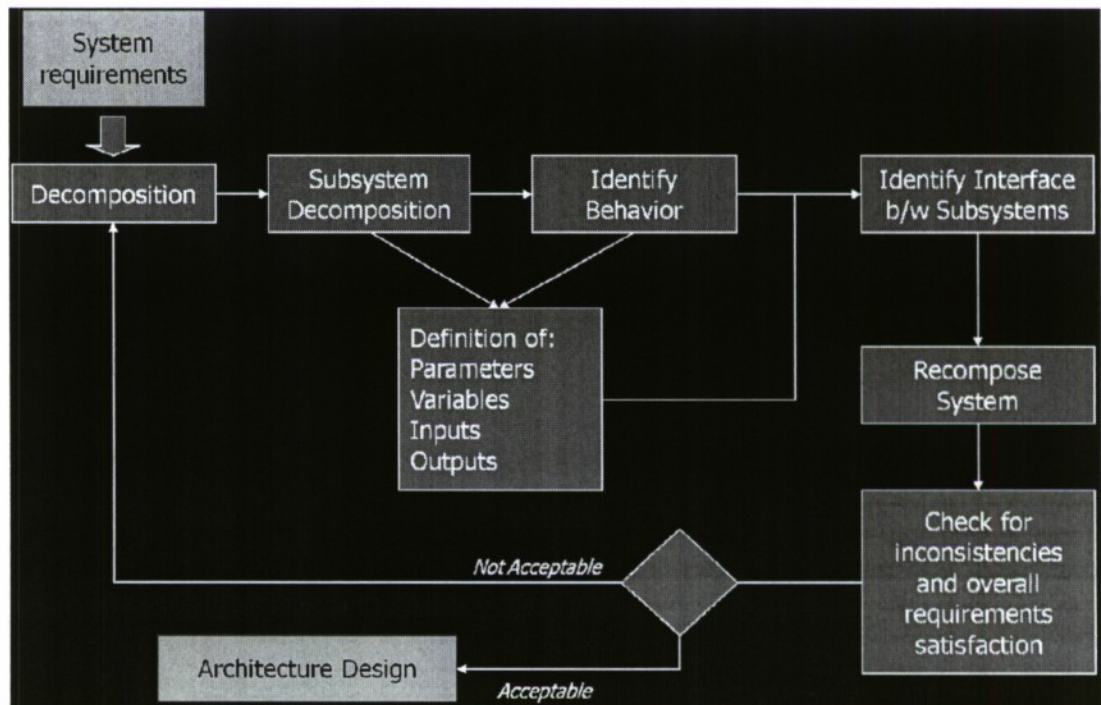 System
requirements
Decomposition
Subsystem
Decomposition
Identify
Behavior
Identify Interface
b/w Subsystems
Definition of:
Parameters
Variables
Inputs
Outputs
Recompose
System
Check for
inconsistencies
and overall
requirements
satisfaction
Not Acceptable
Architecture Design
Acceptable